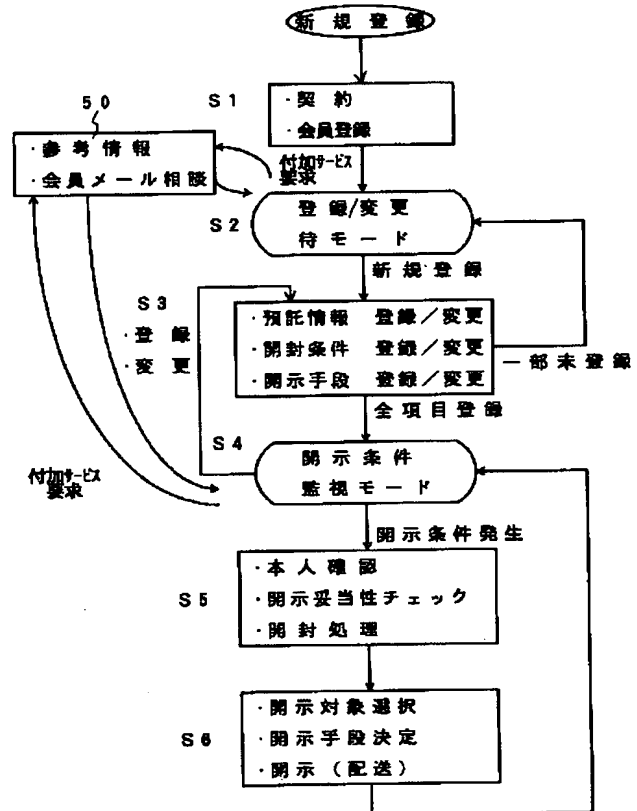 新規登録
S1
・契約
・会員登録
50
・参考情報
・会員メール相談
付加サービス
要求
S2
登録/変更
待モード
新規登録
S3
・登録
・変更
・預託情報 登録／変更
・開封条件 登録／変更
・開示手段 登録／変更
一部未登録
全項目登録
S4
開示条件
監視モード
付加サービス
要求
開示条件発生
S5
・本人確認
・開示妥当性チェック
・開封処理
S6
・開示対象選択
・開示手段決定
・開示（配送）